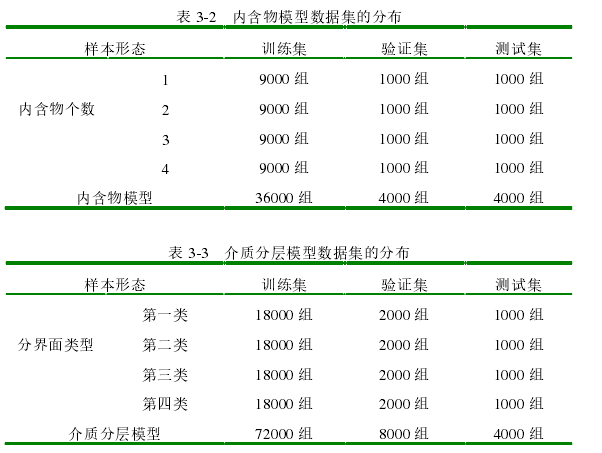 表 3-2 内含物模型数据集的分布
样本形态 训练集 验证集 测试集
1 9000 组 1000 组 1000 组
内含物个数 2 9000 组 1000 组 1000 组
3 9000 组 1000 组 1000 组
4 9000 组 1000 组 1000 组
内含物模型 36000 组 4000 组 4000 组
表 3-3 介质分层模型数据集的分布
样本形态 训练集 验证集 测试集
第一类 18000 组 2000 组 1000 组
分界面类型 第二类 18000 组 2000 组 1000 组
第三类 18000 组 2000 组 1000 组
第四类 18000 组 2000 组 1000 组
介质分层模型 72000 组 8000 组 4000 组